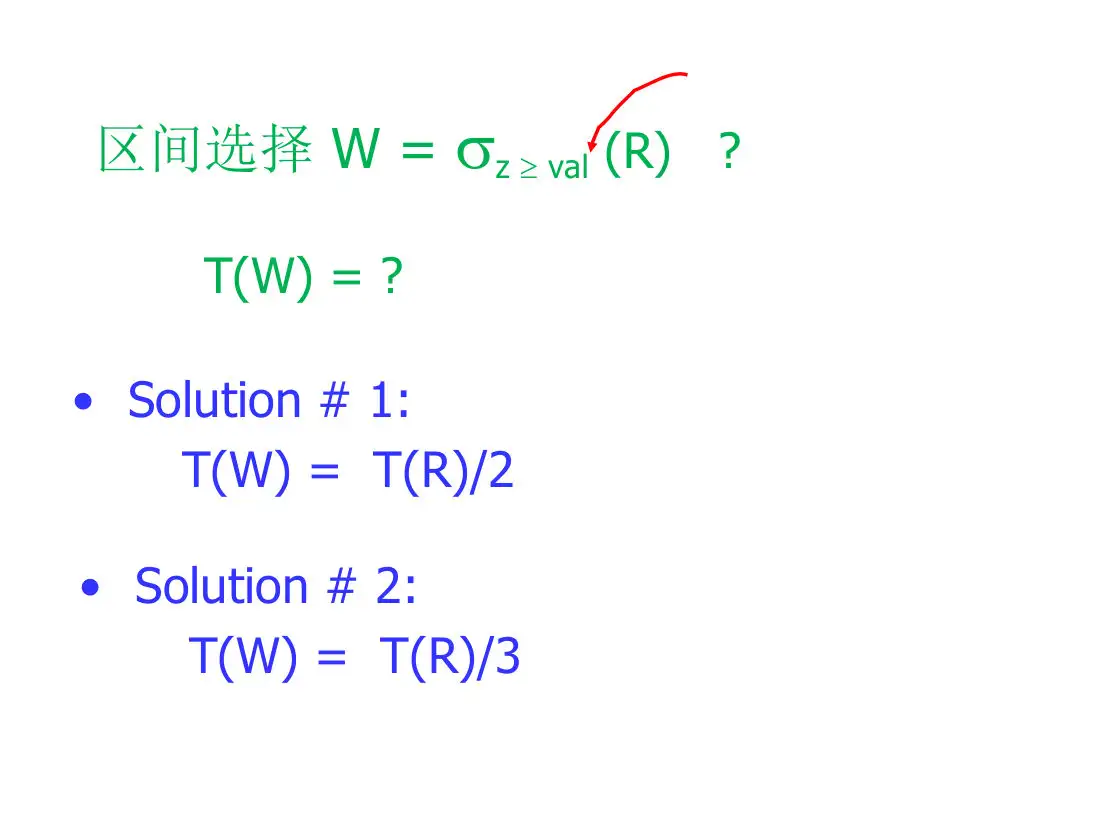 区间选择 W = σz ≥ val (R) ?
T(W) = ?
• Solution # 1:
T(W) = T(R)/2
• Solution # 2:
T(W) = T(R)/3